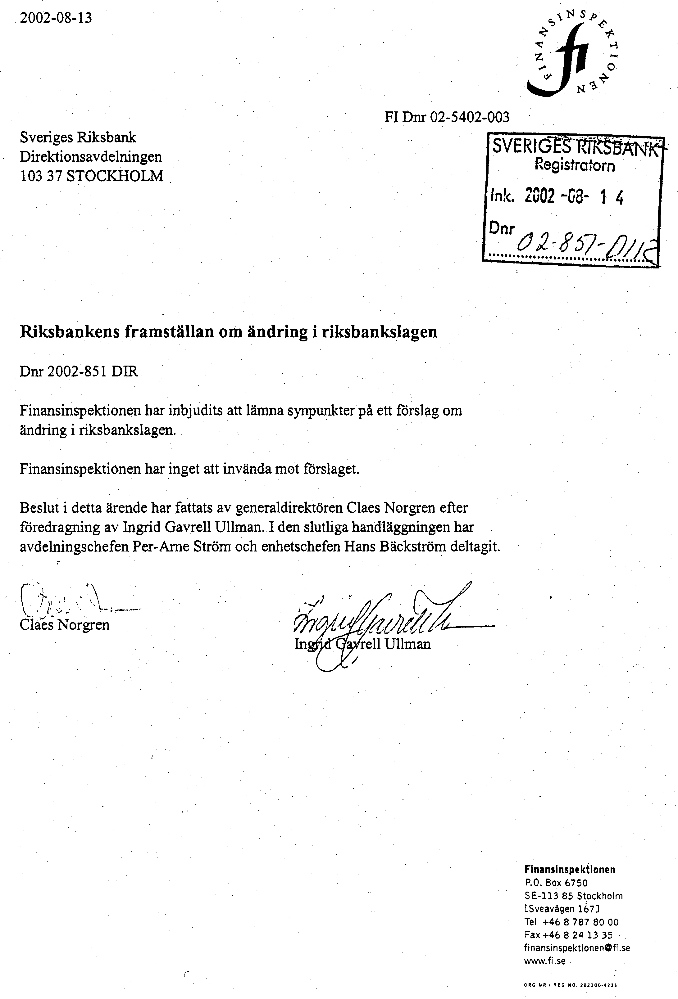 2002-08-13
FINANSINSPEKTIONEN
fi
FI Dnr 02-5402-003
Sveriges Riksbank
Direktionsavdelningen
103 37 STOCKHOLM
SVERIGES RIKSBANK
Registratorn
Ink. 2002 -08- 1 4
Dnr
02-851-DIR
Riksbankens framställan om ändring i riksbankslagen
Dnr 2002-851 DIR
Finansinspektionen har inbjudits att lämna synpunkter på ett förslag om
ändring i riksbankslagen.
Finansinspektionen har inget att invända mot förslaget.
Beslut i detta ärende har fattats av generaldirektören Claes Norgren efter
föredragning av Ingrid Gavrell Ullman. I den slutliga handläggningen har
avdelningschefen Per-Arne Ström och enhetschefen Hans Bäckström deltagit.
Claes Norgren
Ingrid Gavrell Ullman
Finansinspektionen
P.O. Box 6750
SE-113 85 Stockholm
[Sveavägen 167]
Tel +46 8 787 80 00
Fax +46 8 24 13 35
finansinspektionen@fi.se
www.fi.se
ORG NR / REG NO. 202100-4235